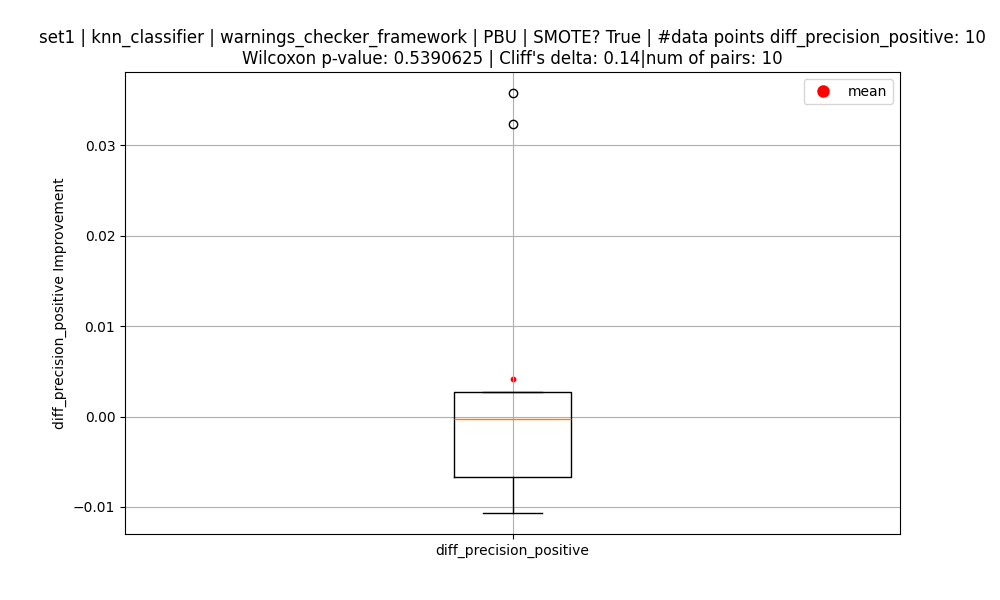 set1 | knn_classifier | warnings_checker_framework | PBU | SMOTE? True | #data points diff_precision_positive: 10
Wilcoxon p-value: 0.5390625 | Cliff's delta: 0.14|num of pairs: 10
mean
0.03
0.02
0.01
0.00
−0.01
diff_precision_positive Improvement
diff_precision_positive